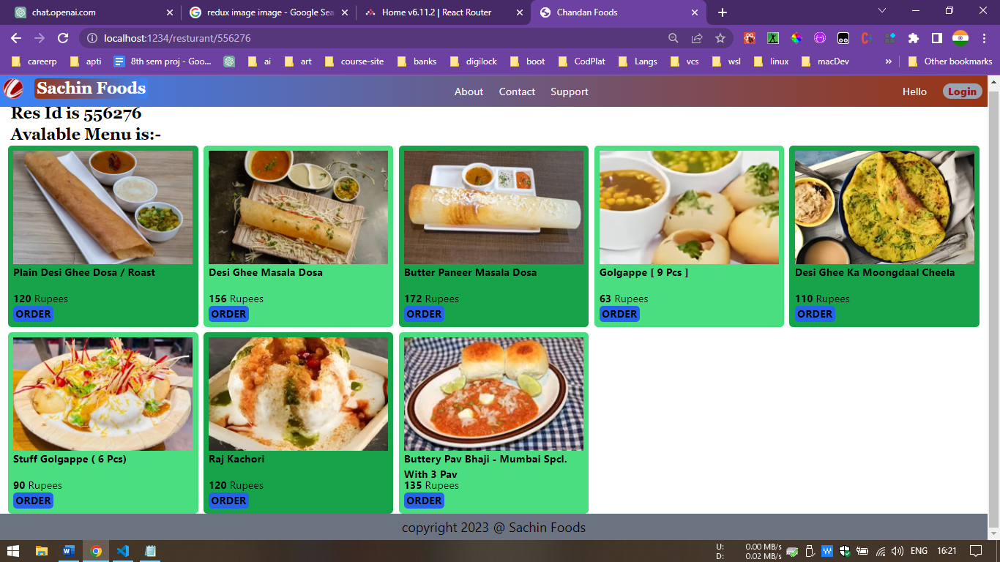 chat.openai.com
redux image image - Google Sea
Home v6.11.2 | React Router
Chandan Foods
localhost:1234/resturant/556276
careerp
apti
8th sem proj - Goo...
ai
art
course-site
banks
digilock
boot
CodPlat
Langs
vcs
wsl
linux
macDev
»
Other bookmarks
Sachin Foods
About
Contact
Support
Hello
Login
Res Id is 556276
Avalable Menu is:-
Plain Desi Ghee Dosa / Roast
120 Rupees
ORDER
Desi Ghee Masala Dosa
156 Rupees
ORDER
Butter Paneer Masala Dosa
172 Rupees
ORDER
Golgappe [ 9 Pcs ]
63 Rupees
ORDER
Desi Ghee Ka Moongdaal Cheela
110 Rupees
ORDER
Stuff Golgappe ( 6 Pcs)
90 Rupees
ORDER
Raj Kachori
120 Rupees
ORDER
Buttery Pav Bhaji - Mumbai Spcl.
With 3 Pav
135 Rupees
ORDER
copyright 2023 @ Sachin Foods
U: 0.00 MB/s
D: 0.02 MB/s
ENG
16:21